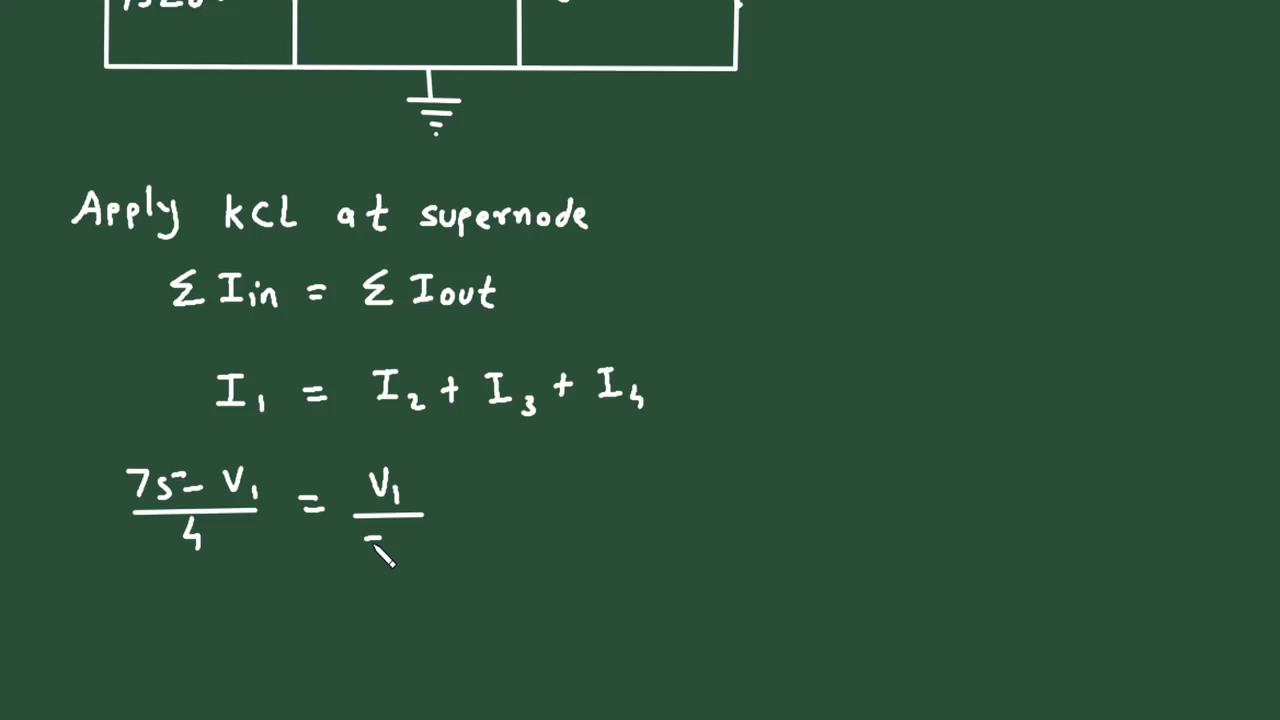 Apply KCL at supernode
Σ Iin = Σ Iout
I₁ = I₂ + I₃ + I₄
75 - V₁ / 4 = V₁ /